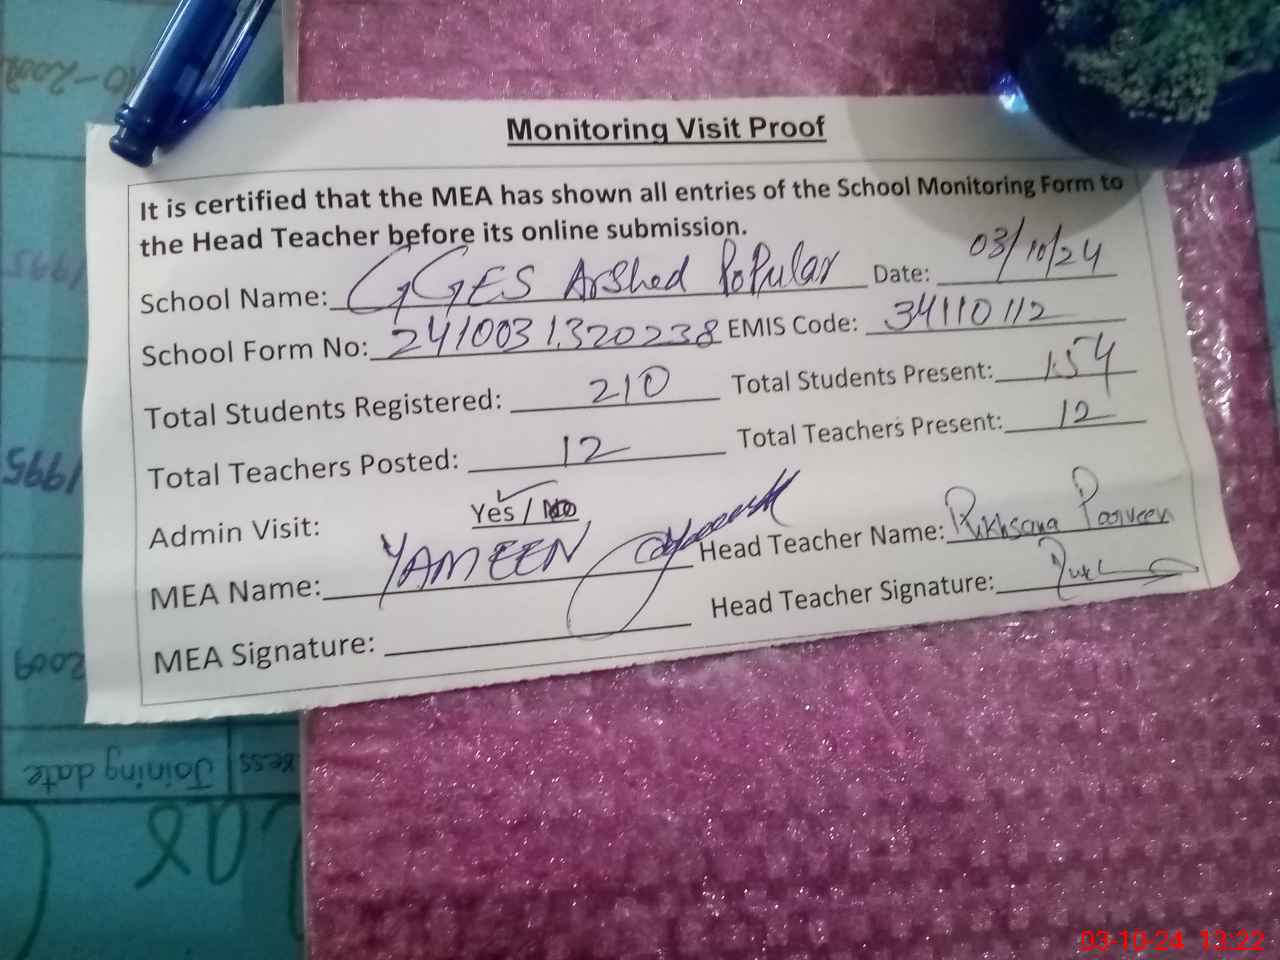 Monitoring Visit Proof
It is certified that the MEA has shown all entries of the School Monitoring Form to
the Head Teacher before its online submission.
School Name: GGES Arshed Popular Date: 03/10/24
School Form No: 2410031320238 EMIS Code: 34110112
Total Students Registered: 210 Total Students Present: 154
Total Teachers Posted: 12 Total Teachers Present: 12
Admin Visit: Yes / No
MEA Name: YAMEEN Head Teacher Name: Rukhsana Parveen
MEA Signature: Head Teacher Signature:
1995
1995
2009
Joining date
03-10-24 13:22